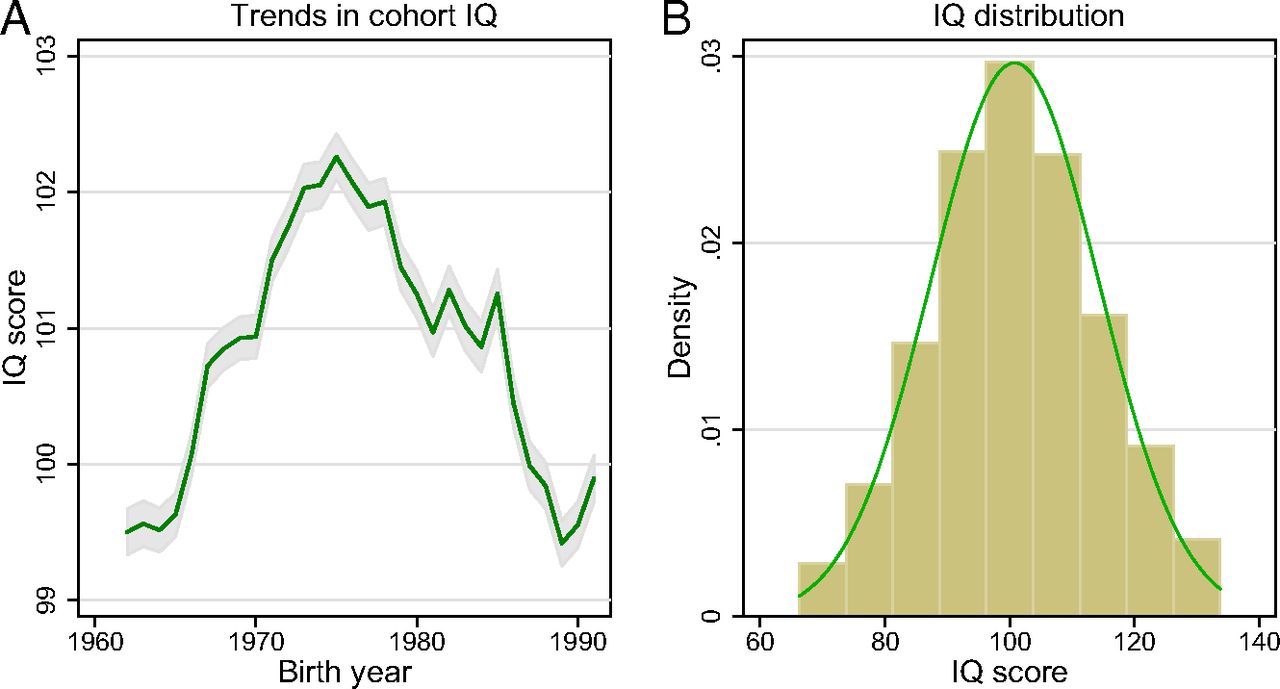 A
Trends in cohort IQ
103
102
101
100
99
IQ score
1960
1970
1980
1990
Birth year
B
IQ distribution
.03
.02
.01
0
Density
60
80
100
120
140
IQ score